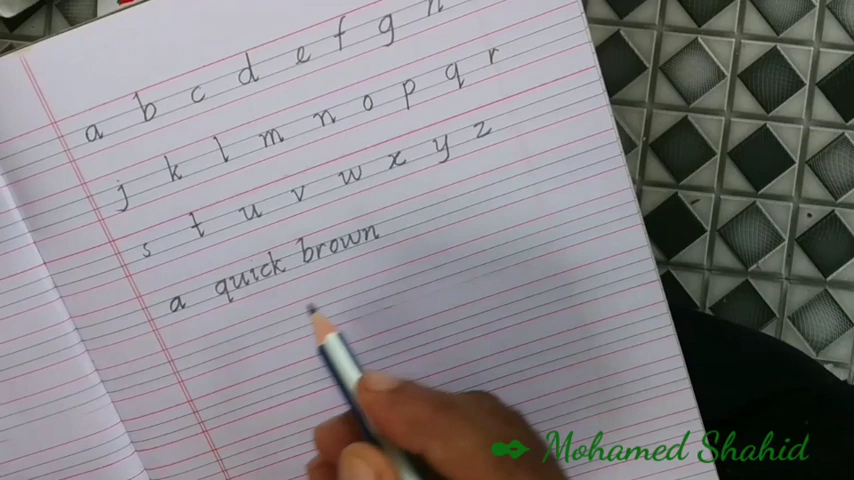 a b c d e f g h
j k l m n o p q r
s t u v w x y z
a quick brown
Mohamed Shahid